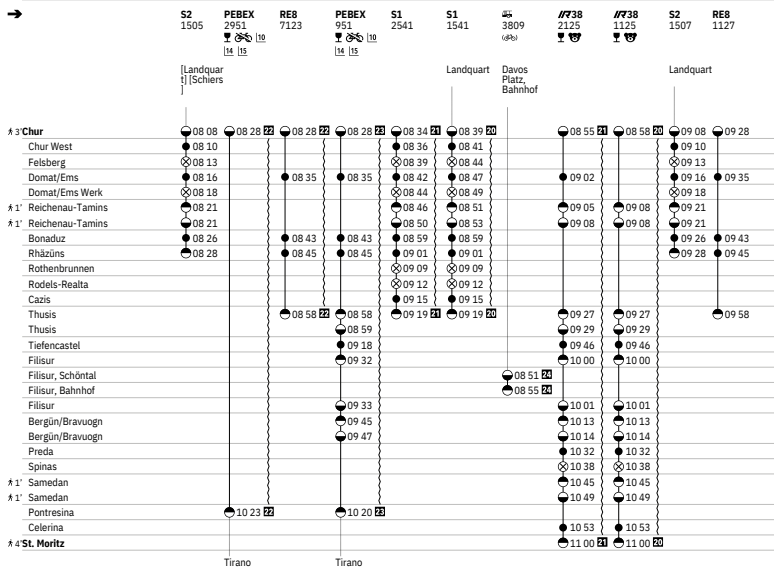 S2 PEBEX RE8 PEBEX S1 S1 IR38 IR38 S2 RE8
1505 2951 7123 951 2541 1541 3809 2125 1125 1507 1127
10 10
14 15 14 15
[Landquar
t] [Schiers
]
Landquart
Davos
Platz,
Bahnhof
Landquart
3' Chur 08 08 08 28 22 08 28 22 08 28 23 08 34 21 08 39 20 08 55 21 08 58 20 09 08 09 28
Chur West 08 10 08 36 08 41 09 10
Felsberg 08 13 08 39 08 44 09 13
Domat/Ems 08 16 08 35 08 35 08 42 08 47 09 02 09 16 09 35
Domat/Ems Werk 08 18 08 44 08 49 09 18
1' Reichenau-Tamins 08 21 08 46 08 51 09 05 09 08 09 21
1' Reichenau-Tamins 08 21 08 50 08 53 09 08 09 08 09 21
Bonaduz 08 26 08 43 08 43 08 59 08 59 09 26 09 43
Rhäzüns 08 28 08 45 08 45 09 01 09 01 09 28 09 45
Rothenbrunnen 09 09 09 09
Rodels-Realta 09 12 09 12
Cazis 09 15 09 15
Thusis 08 58 22 08 58 09 19 21 09 19 20 09 27 09 27 09 58
Thusis 08 59 09 29 09 29
Tiefencastel 09 18 09 46 09 46
Filisur 09 32 10 00 10 00
Filisur, Schöntal 08 51 24
Filisur, Bahnhof 08 55 24
Filisur 09 33 10 01 10 01
Bergün/Bravuogn 09 45 10 13 10 13
Bergün/Bravuogn 09 47 10 14 10 14
Preda 10 32 10 32
Spinas 10 38 10 38
1' Samedan 10 45 10 45
1' Samedan 10 49 10 49
Pontresina 10 23 22 10 20 23
Celerina 10 53 10 53
4' St. Moritz 11 00 21 11 00 20
Tirano Tirano